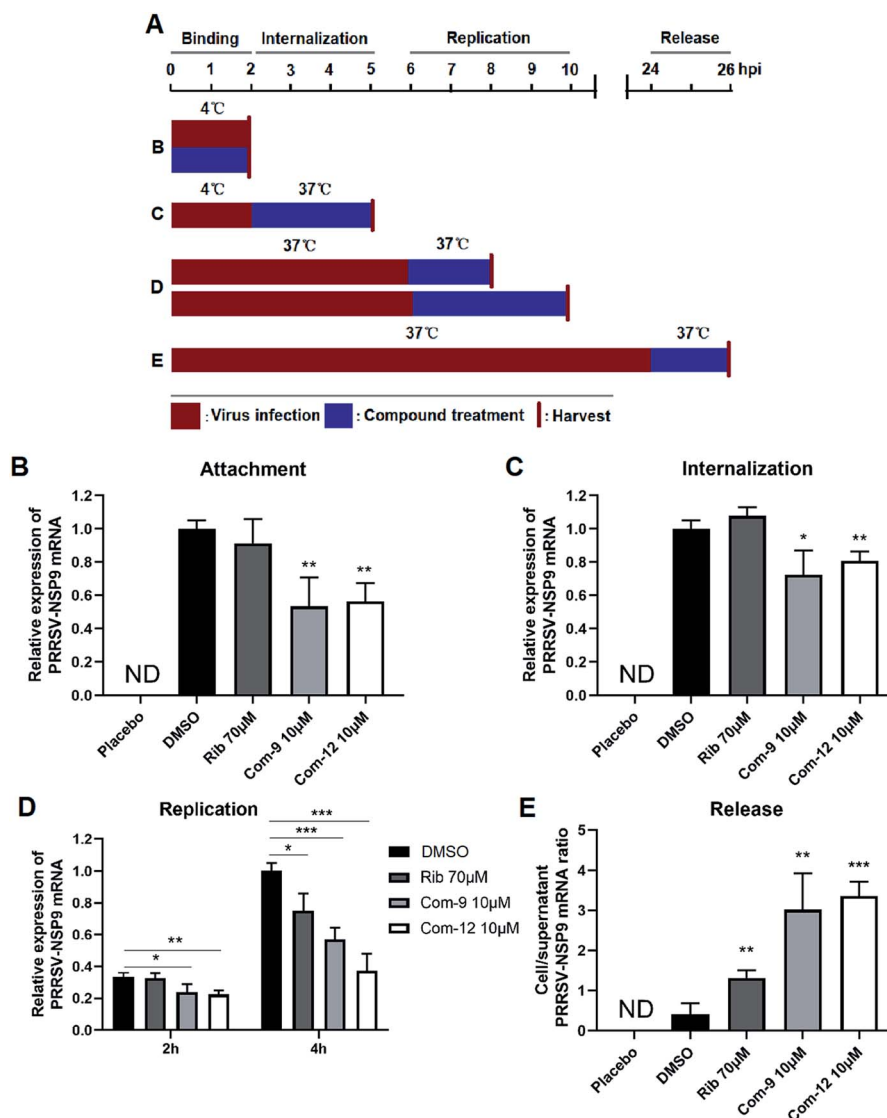 A
Binding Internalization Replication Release
0 1 2 3 4 5 6 7 8 9 10 24 26 hpi
4℃
B
4℃ 37℃
C
37℃ 37℃
D
37℃ 37℃
E
: Virus infection : Compound treatment : Harvest
B Attachment
Relative expression of
PRRSV-NSP9 mRNA
1.2
1.0
0.8
0.6
0.4
0.2
0.0
ND
** **
Placebo
DMSO
Rib 70μM
Com-9 10μM
Com-12 10μM
C Internalization
Relative expression of
PRRSV-NSP9 mRNA
1.2
1.0
0.8
0.6
0.4
0.2
0.0
ND
* **
Placebo
DMSO
Rib 70μM
Com-9 10μM
Com-12 10μM
D Replication
Relative expression of
PRRSV-NSP9 mRNA
1.2
1.0
0.8
0.6
0.4
0.2
0.0
**
*
***
***
*
2h 4h
DMSO
Rib 70μM
Com-9 10μM
Com-12 10μM
E Release
Cell/supernatant
PRRSV-NSP9 mRNA ratio
5
4
3
2
1
0
ND
** ** ***
Placebo
DMSO
Rib 70μM
Com-9 10μM
Com-12 10μM